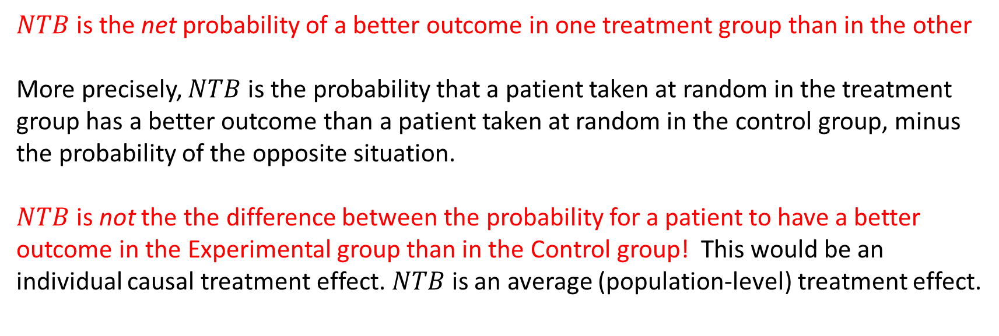 NTB is the net probability of a better outcome in one treatment group than in the other
More precisely, NTB is the probability that a patient taken at random in the treatment
group has a better outcome than a patient taken at random in the control group, minus
the probability of the opposite situation.
NTB is not the the difference between the probability for a patient to have a better
outcome in the Experimental group than in the Control group! This would be an
individual causal treatment effect. NTB is an average (population-level) treatment effect.